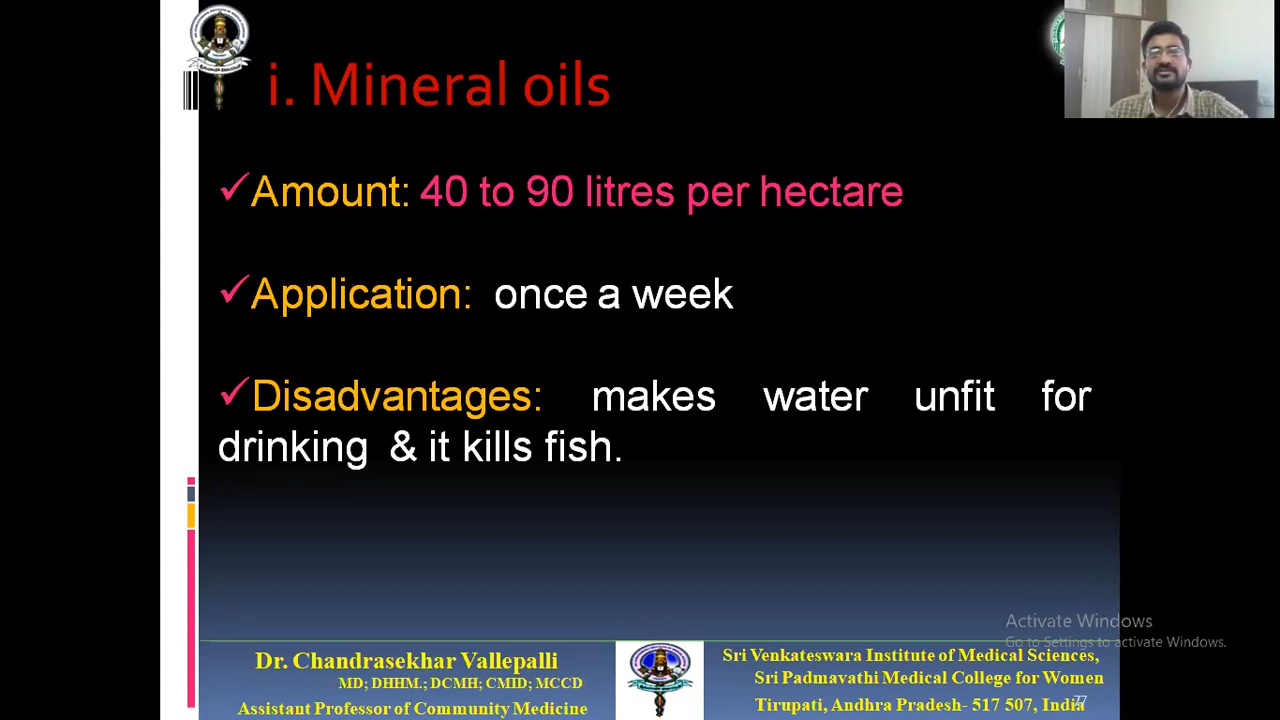 i. Mineral oils
✓Amount: 40 to 90 litres per hectare
✓Application: once a week
✓Disadvantages: makes water unfit for
drinking & it kills fish.
Activate Windows
Go to Settings to activate Windows.
Dr. Chandrasekhar Vallepalli
MD; DHHM.; DCMH; CMID; MCCD
Assistant Professor of Community Medicine
Sri Venkateswara Institute of Medical Sciences,
Sri Padmavathi Medical College for Women
Tirupati, Andhra Pradesh- 517 507, India
77